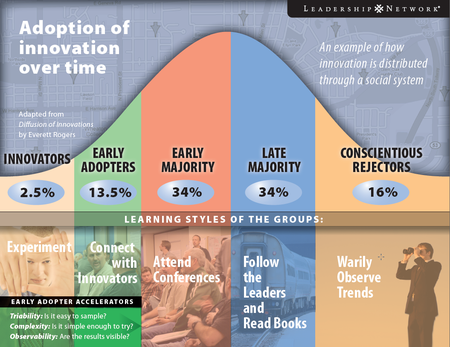 LEADERSHIP NETWORK®
Adoption of
innovation
over time
An example of how
innovation is distributed
through a social system
Adapted from
Diffusion of Innovations
by Everett Rogers
INNOVATORS
2.5%
EARLY
ADOPTERS
13.5%
EARLY
MAJORITY
34%
LATE
MAJORITY
34%
CONSCIENTIOUS
REJECTORS
16%
LEARNING STYLES OF THE GROUPS:
Experiment
Connect
with
Innovators
Attend
Conferences
Follow
the
Leaders
and
Read Books
Warily
Observe
Trends
EARLY ADOPTER ACCELERATORS
Triability: Is it easy to sample?
Complexity: Is it simple enough to try?
Observability: Are the results visible?